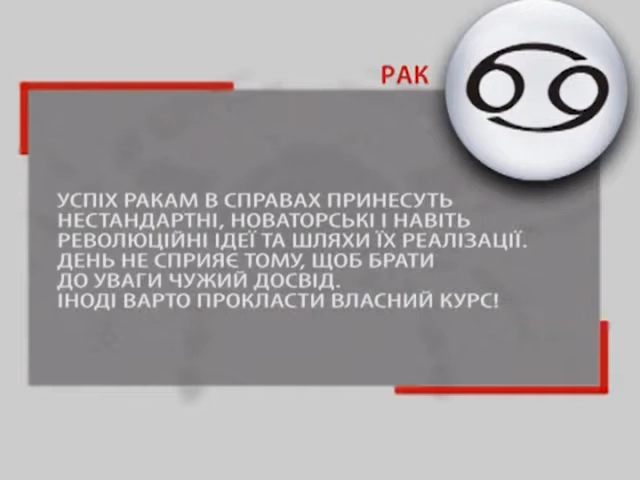 РАК
УСПІХ РАКАМ В СПРАВАХ ПРИНЕСУТЬ
НЕСТАНДАРТНІ, НОВАТОРСЬКІ І НАВІТЬ
РЕВОЛЮЦІЙНІ ІДЕЇ ТА ШЛЯХИ ЇХ РЕАЛІЗАЦІЇ.
ДЕНЬ НЕ СПРИЯЄ ТОМУ, ЩОБ БРАТИ
ДО УВАГИ ЧУЖИЙ ДОСВІД.
ІНОДІ ВАРТО ПРОКЛАСТИ ВЛАСНИЙ КУРС!